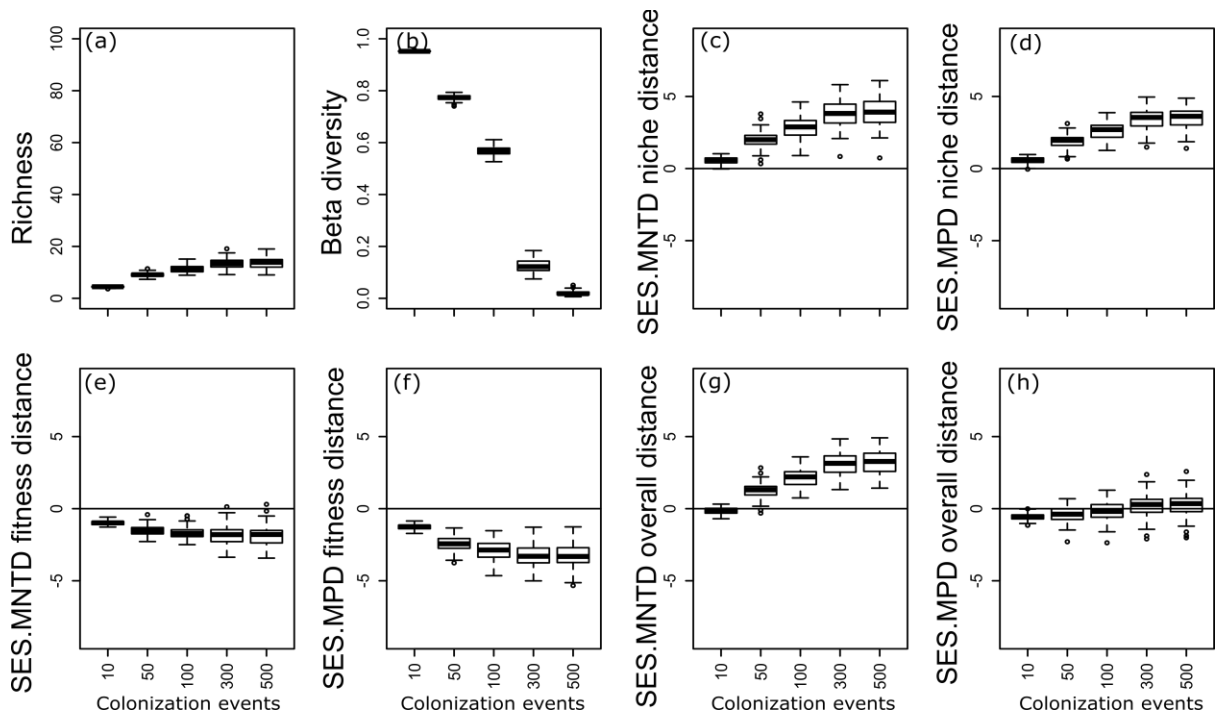 (a)
Richness
100
80
60
40
20
0
(b)
Beta diversity
1.0
0.8
0.6
0.4
0.2
0.0
(c)
SES.MNTD niche distance
5
0
-5
(d)
SES.MPD niche distance
5
0
-5
(e)
SES.MNTD fitness distance
5
0
-5
10
50
100
300
500
Colonization events
(f)
SES.MPD fitness distance
5
0
-5
10
50
100
300
500
Colonization events
(g)
SES.MNTD overall distance
5
0
-5
10
50
100
300
500
Colonization events
(h)
SES.MPD overall distance
5
0
-5
10
50
100
300
500
Colonization events